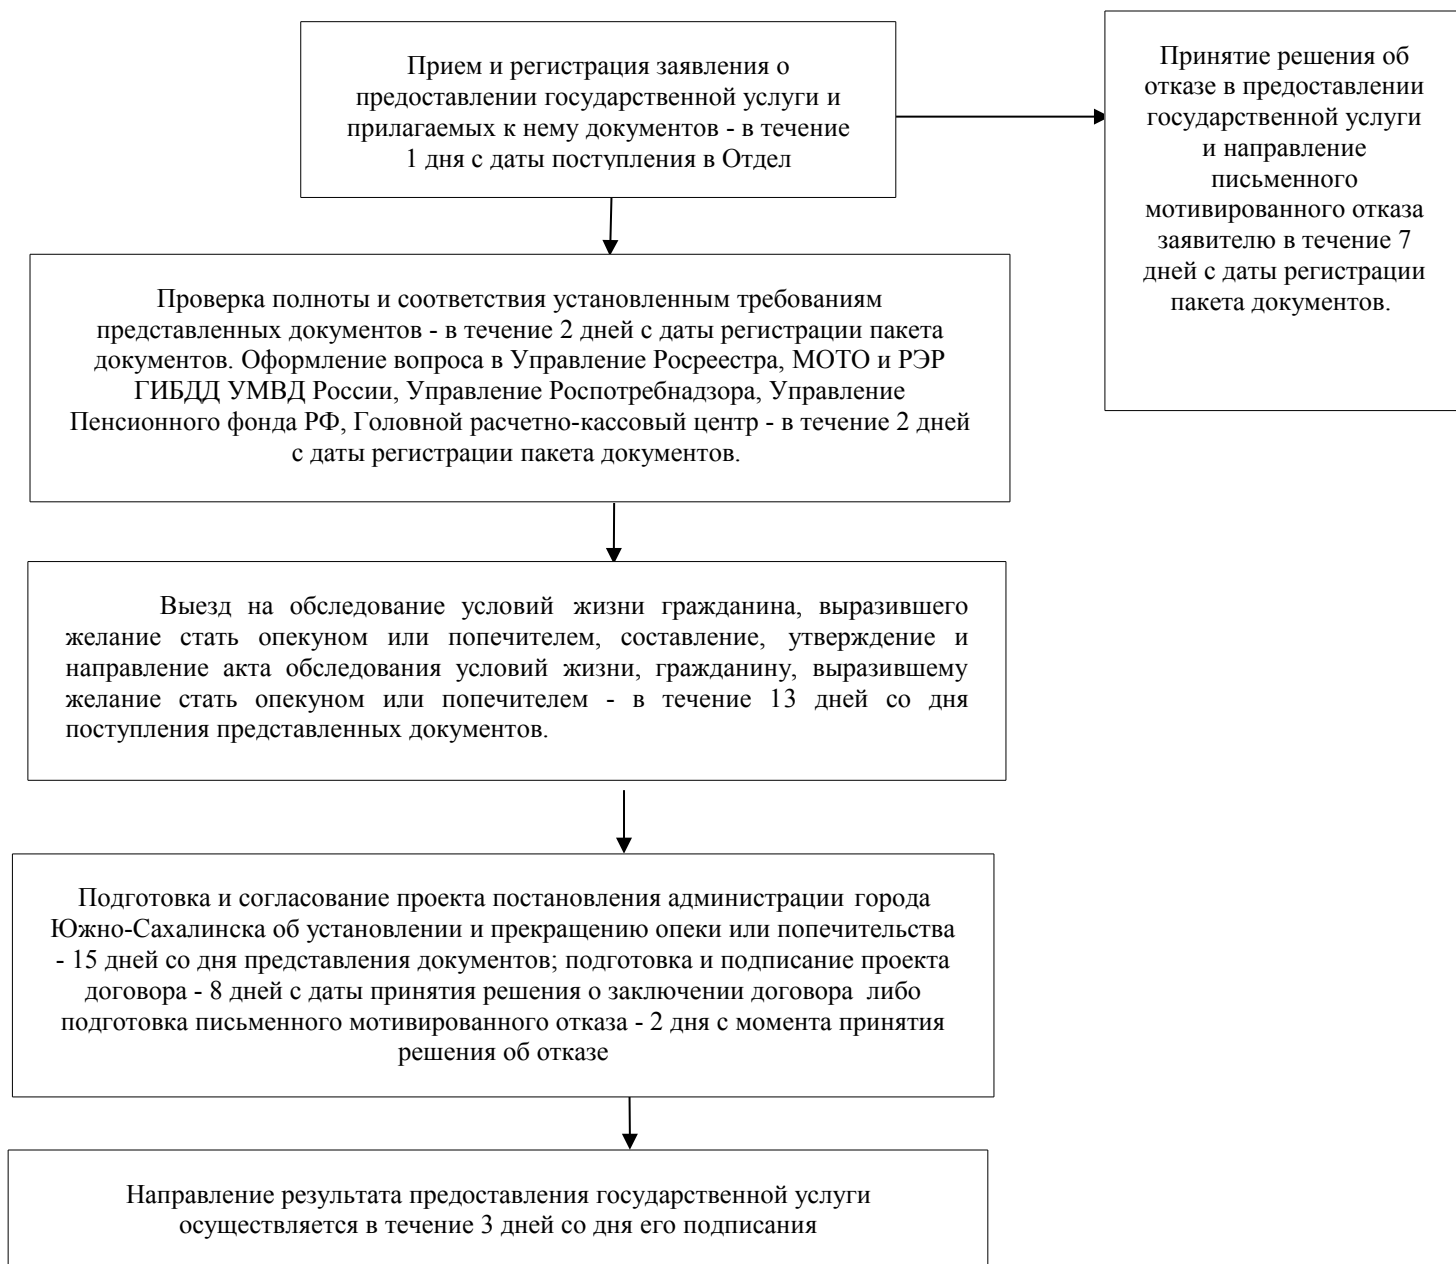 Прием и регистрация заявления о
предоставлении государственной услуги и
прилагаемых к нему документов - в течение
1 дня с даты поступления в Отдел
Принятие решения об
отказе в предоставлении
государственной услуги
и направление
письменного
мотивированного отказа
заявителю в течение 7
дней с даты регистрации
пакета документов.
Проверка полноты и соответствия установленным требованиям
представленных документов - в течение 2 дней с даты регистрации пакета
документов. Оформление вопроса в Управление Росреестра, МОТО и РЭР
ГИБДД УМВД России, Управление Роспотребнадзора, Управление
Пенсионного фонда РФ, Головной расчетно-кассовый центр - в течение 2 дней
с даты регистрации пакета документов.
Выезд на обследование условий жизни гражданина, выразившего
желание стать опекуном или попечителем, составление, утверждение и
направление акта обследования условий жизни, гражданину, выразившему
желание стать опекуном или попечителем - в течение 13 дней со дня
поступления представленных документов.
Подготовка и согласование проекта постановления администрации города
Южно-Сахалинска об установлении и прекращению опеки или попечительства
- 15 дней со дня представления документов; подготовка и подписание проекта
договора - 8 дней с даты принятия решения о заключении договора либо
подготовка письменного мотивированного отказа - 2 дня с момента принятия
решения об отказе
Направление результата предоставления государственной услуги
осуществляется в течение 3 дней со дня его подписания